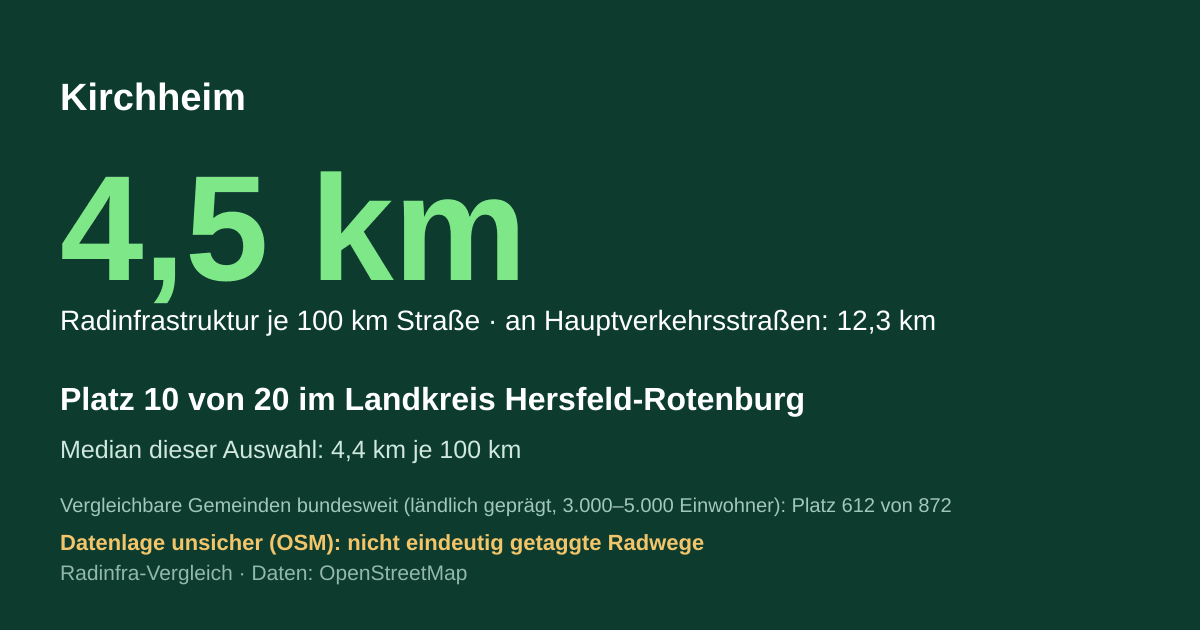 Kirchheim
4,5 km
Radinfrastruktur je 100 km Straße · an Hauptverkehrsstraßen: 12,3 km
Platz 10 von 20 im Landkreis Hersfeld-Rotenburg
Median dieser Auswahl: 4,4 km je 100 km
Vergleichbare Gemeinden bundesweit (ländlich geprägt, 3.000–5.000 Einwohner): Platz 612 von 872
Datenlage unsicher (OSM): nicht eindeutig getaggte Radwege
Radinfra-Vergleich · Daten: OpenStreetMap